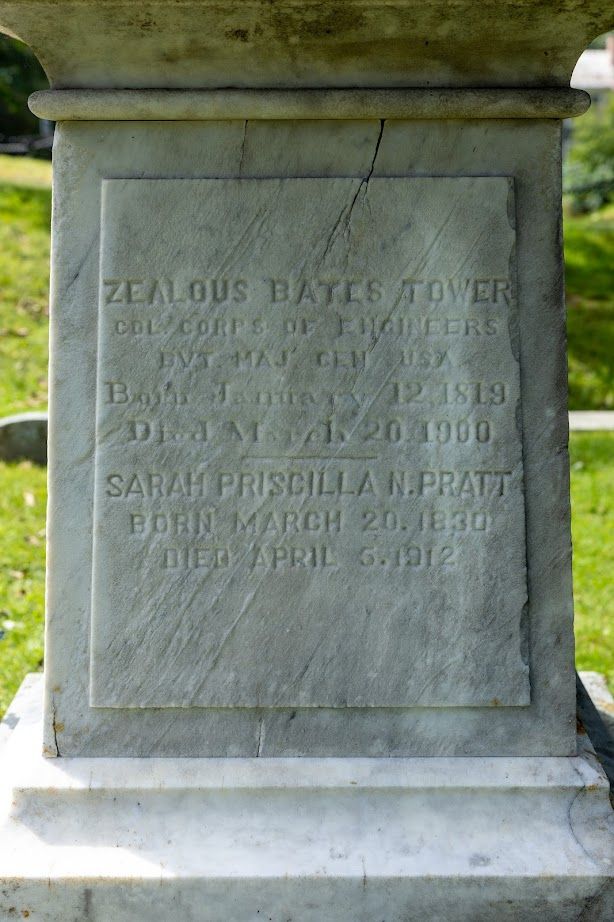 ZEALOUS BATES TOWER
COL. CORPS OF ENGINEERS
BVT. MAJ. GEN. USA
Born January 12. 1819
Died March 20. 1900
SARAH PRISCILLA N. PRATT
BORN MARCH 20. 1830
DIED APRIL 5. 1912